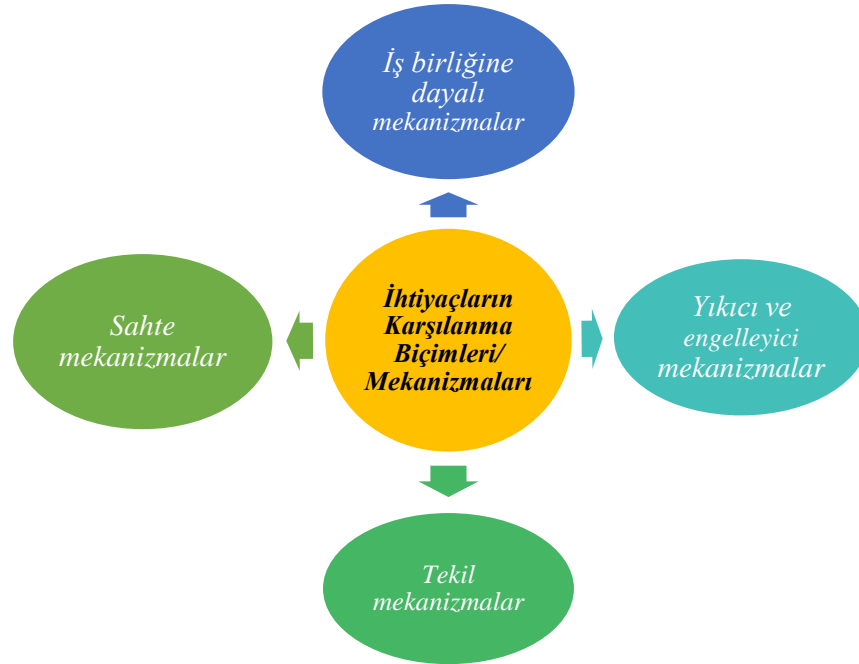 İş birliğine
dayalı
mekanizmalar
Sahte
mekanizmalar
İhtiyaçların
Karşılanma
Biçimleri/
Mekanizmaları
Yıkıcı ve
engelleyici
mekanizmalar
Tekil
mekanizmalar